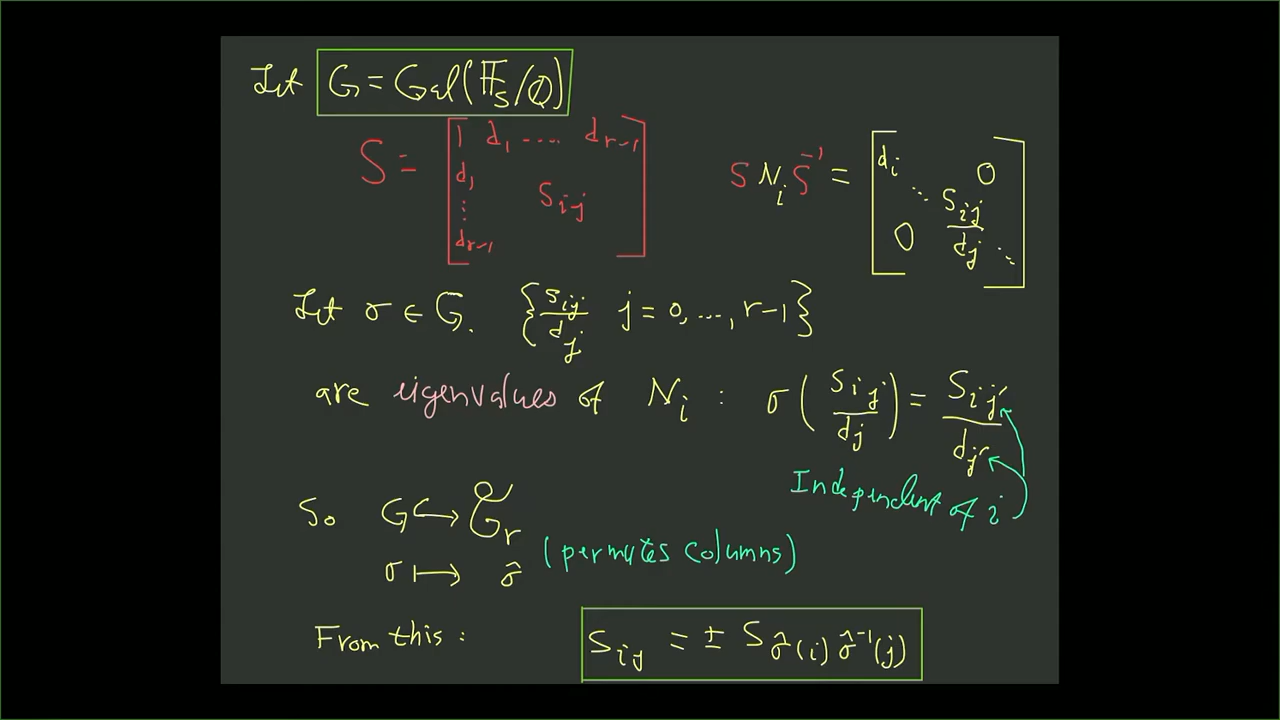 Let G = Gal(𝔽_S/ℚ)
S = [ 1 d_1 ..... d_{r-1} ; d_1 ; ⋮ S_{ij} ; d_{r-1} ]
S N_i S^{-1} = [ d_i 0 ; ⋱ S_{ij}/d_j ; 0 ⋱ ]
Let σ ∈ G. { S_{ij}/d_j j = 0, ..., r-1 }
are eigenvalues of N_i : σ( S_{ij}/d_j ) = S_{ij'}/d_{j'}
Independent of i
So G ↪ 𝔖_r
(permutes columns)
σ ⟼ σ̂
From this : S_{ij} = ± S_{σ̂(i) σ̂^{-1}(j)}